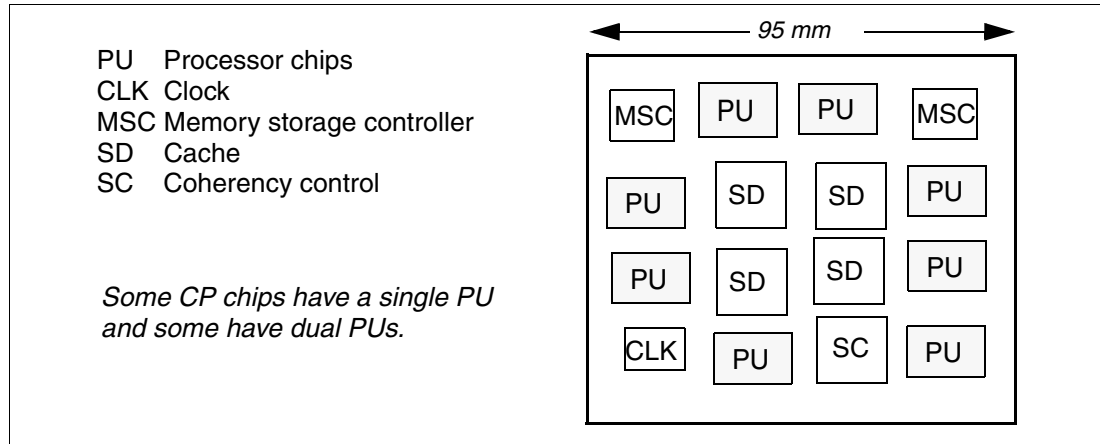 PU Processor chips
CLK Clock
MSC Memory storage controller
SD Cache
SC Coherency control
Some CP chips have a single PU
and some have dual PUs.
95 mm
MSC PU PU MSC
PU SD SD PU
PU SD SD PU
CLK PU SC PU